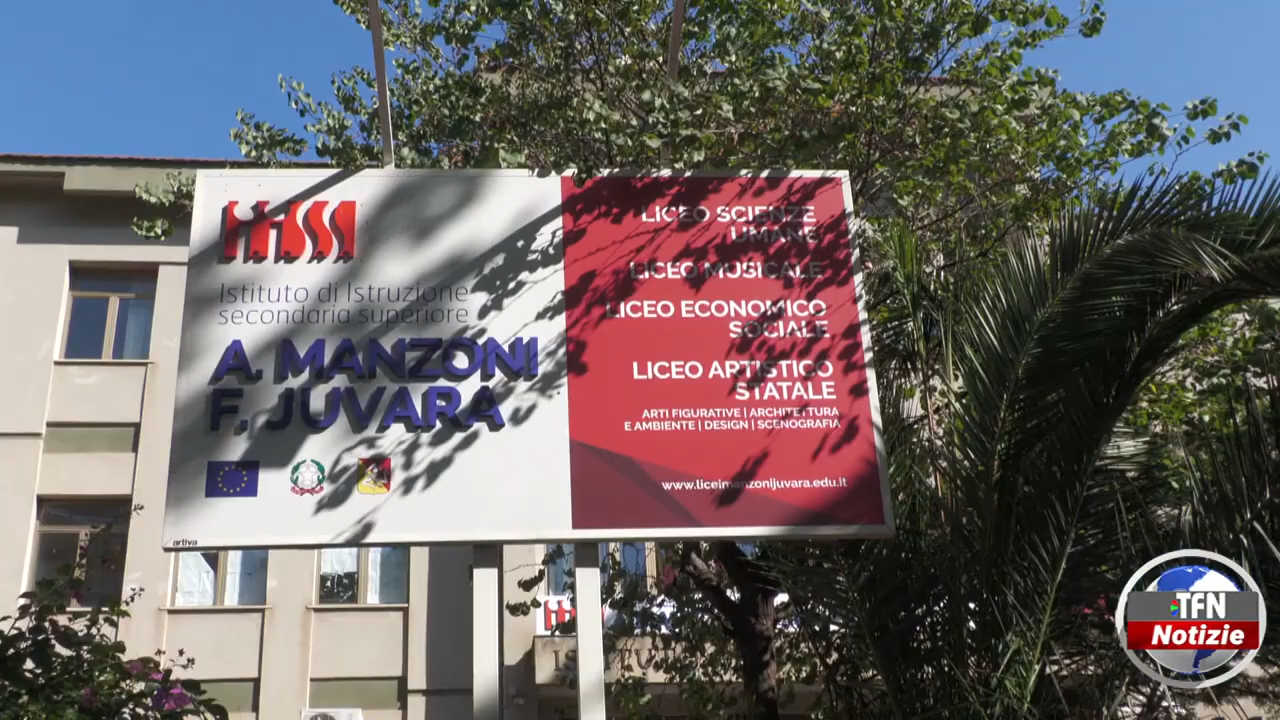 IISS
Istituto di Istruzione
secondaria superiore
A. MANZONI
F. JUVARA
artiva
LICEO SCIENZE
UMANE
LICEO MUSICALE
LICEO ECONOMICO
SOCIALE
LICEO ARTISTICO
STATALE
ARTI FIGURATIVE | ARCHITETTURA
E AMBIENTE | DESIGN | SCENOGRAFIA
www.liceimanzonijuvara.edu.it
TFN
Notizie